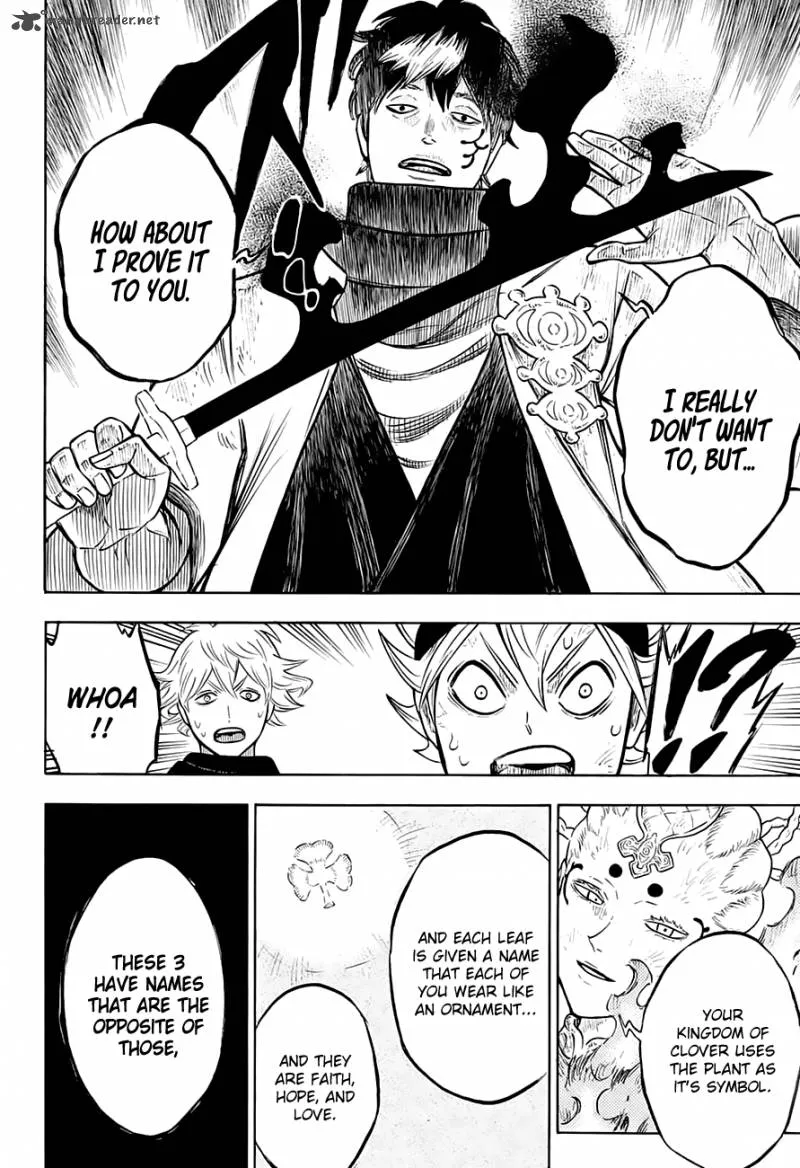 mangareader.net
I REALLY
DON'T WANT
TO, BUT...
HOW ABOUT
I PROVE IT
TO YOU.
!?
WHOA
!!
YOUR
KINGDOM OF
CLOVER USES
THE PLANT AS
IT'S SYMBOL.
AND EACH LEAF
IS GIVEN A NAME
THAT EACH OF
YOU WEAR LIKE
AN ORNAMENT...
AND THEY
ARE FAITH,
HOPE, AND
LOVE.
THESE 3
HAVE NAMES
THAT ARE THE
OPPOSITE OF
THOSE,